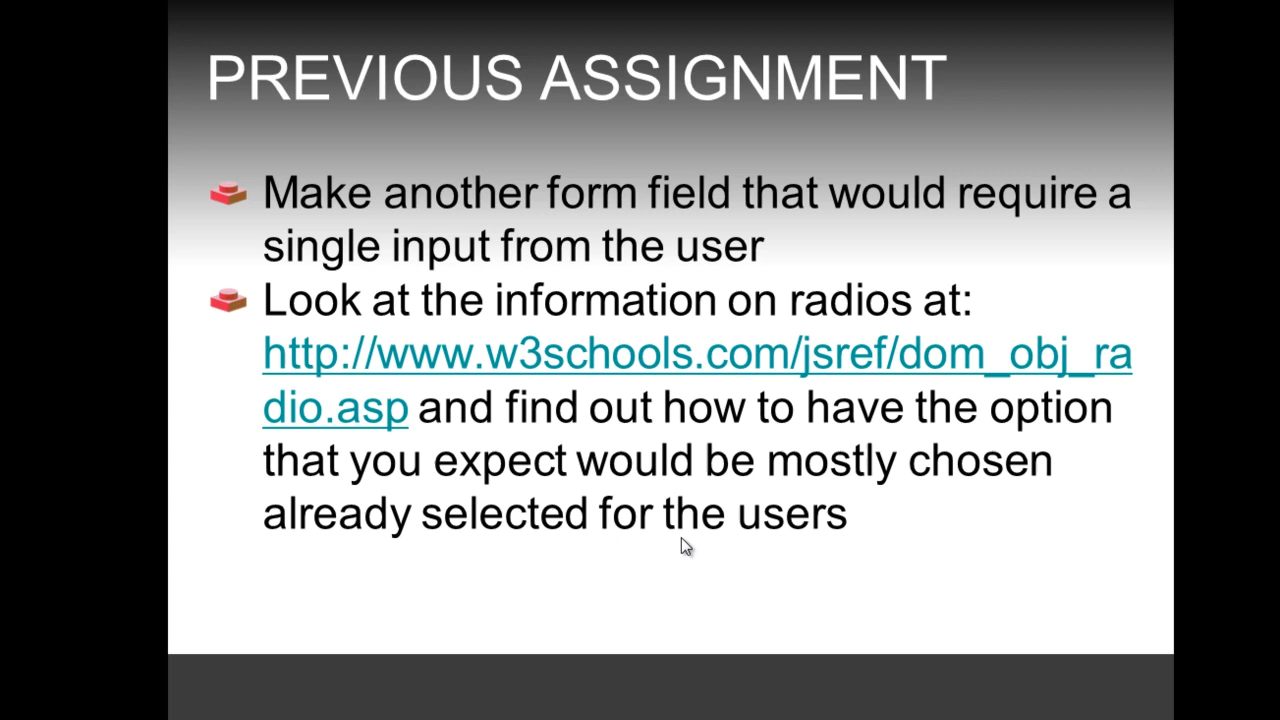 PREVIOUS ASSIGNMENT
Make another form field that would require a
single input from the user
Look at the information on radios at:
http://www.w3schools.com/jsref/dom_obj_ra
dio.asp and find out how to have the option
that you expect would be mostly chosen
already selected for the users